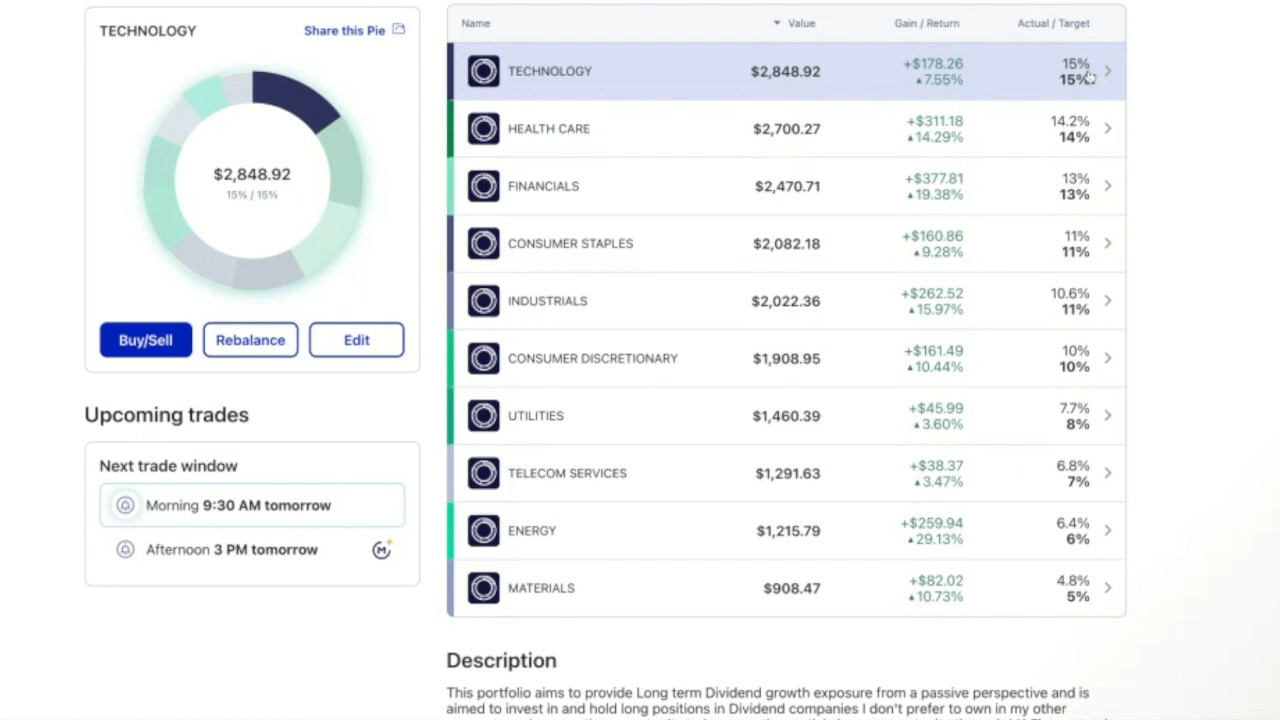 TECHNOLOGY
Share this Pie
$2,848.92
15% / 15%
Buy/Sell
Rebalance
Edit
Upcoming trades
Next trade window
Morning 9:30 AM tomorrow
Afternoon 3 PM tomorrow
M
Name Value Gain / Return Actual / Target
TECHNOLOGY $2,848.92 +$178.26 15%
▲7.55% 15%
HEALTH CARE $2,700.27 +$311.18 14.2%
▲14.29% 14%
FINANCIALS $2,470.71 +$377.81 13%
▲19.38% 13%
CONSUMER STAPLES $2,082.18 +$160.86 11%
▲9.28% 11%
INDUSTRIALS $2,022.36 +$262.52 10.6%
▲15.97% 11%
CONSUMER DISCRETIONARY $1,908.95 +$161.49 10%
▲10.44% 10%
UTILITIES $1,460.39 +$45.99 7.7%
▲3.60% 8%
TELECOM SERVICES $1,291.63 +$38.37 6.8%
▲3.47% 7%
ENERGY $1,215.79 +$259.94 6.4%
▲29.13% 6%
MATERIALS $908.47 +$82.02 4.8%
▲10.73% 5%
Description
This portfolio aims to provide Long term Dividend growth exposure from a passive perspective and is
aimed to invest in and hold long positions in Dividend companies I don't prefer to own in my other